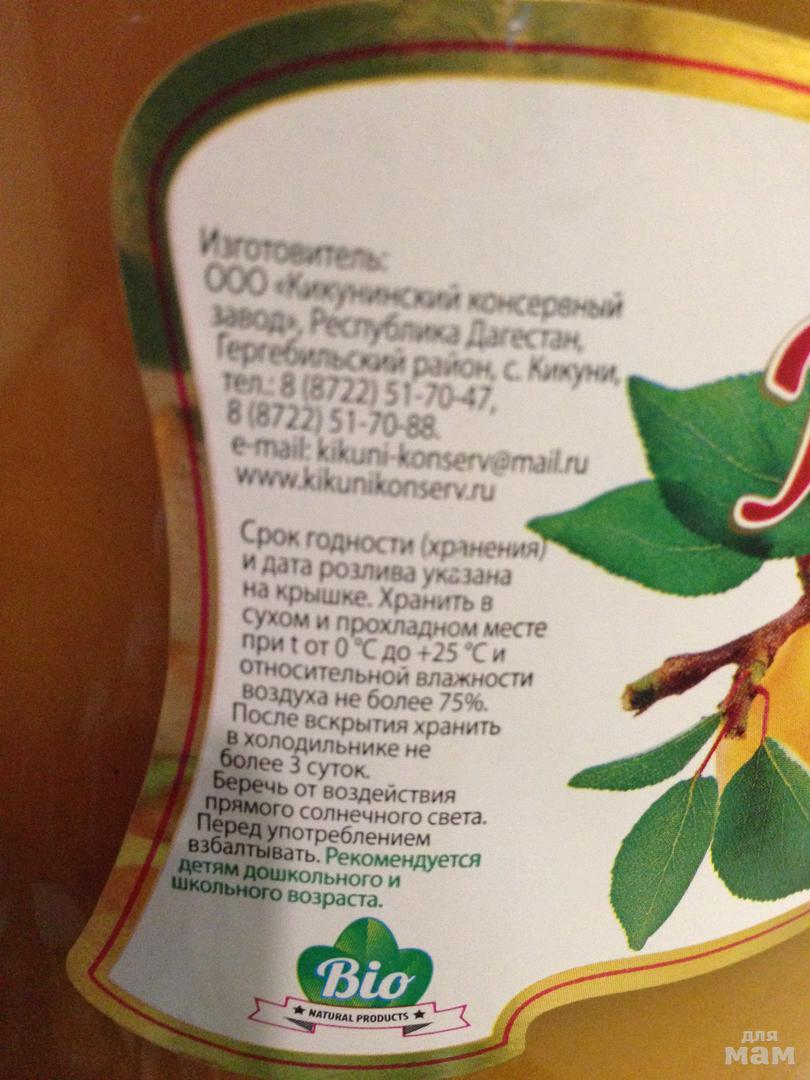 Изготовитель:
ООО «Кикунинский консервный
завод», Республика Дагестан,
Гергебильский район, с. Кикуни,
тел.: 8 (8722) 51-70-47,
8 (8722) 51-70-88.
e-mail: kikuni-konserv@mail.ru
www.kikunikonserv.ru
Срок годности (хранения)
и дата розлива указана
на крышке. Хранить в
сухом и прохладном месте
при t от 0 °C до +25 °C и
относительной влажности
воздуха не более 75%.
После вскрытия хранить
в холодильнике не
более 3 суток.
Беречь от воздействия
прямого солнечного света.
Перед употреблением
взбалтывать. Рекомендуется
детям дошкольного и
школьного возраста.
Bio
NATURAL PRODUCTS
для
мам